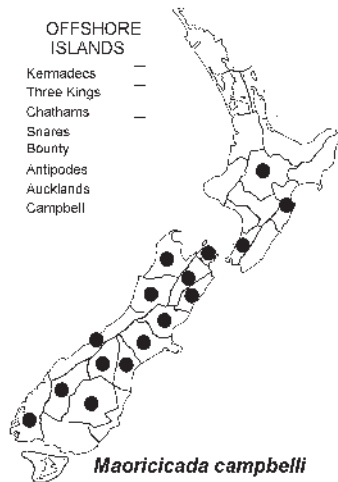 OFFSHORE
ISLANDS
Kermadecs
Three Kings
Chathams
Snares
Bounty
Antipodes
Aucklands
Campbell
Maoricicada campbelli